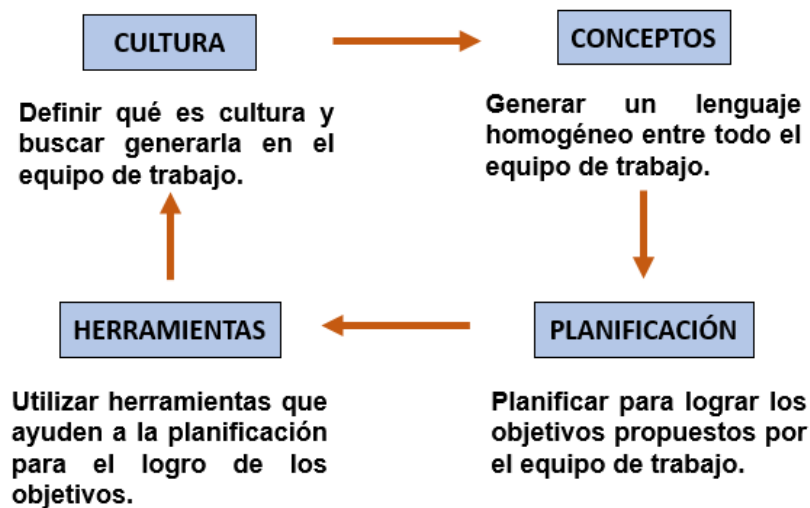 CULTURA
Definir qué es cultura y
buscar generarla en el
equipo de trabajo.
CONCEPTOS
Generar un lenguaje
homogéneo entre todo el
equipo de trabajo.
PLANIFICACIÓN
Planificar para lograr los
objetivos propuestos por
el equipo de trabajo.
HERRAMIENTAS
Utilizar herramientas que
ayuden a la planificación
para el logro de los
objetivos.